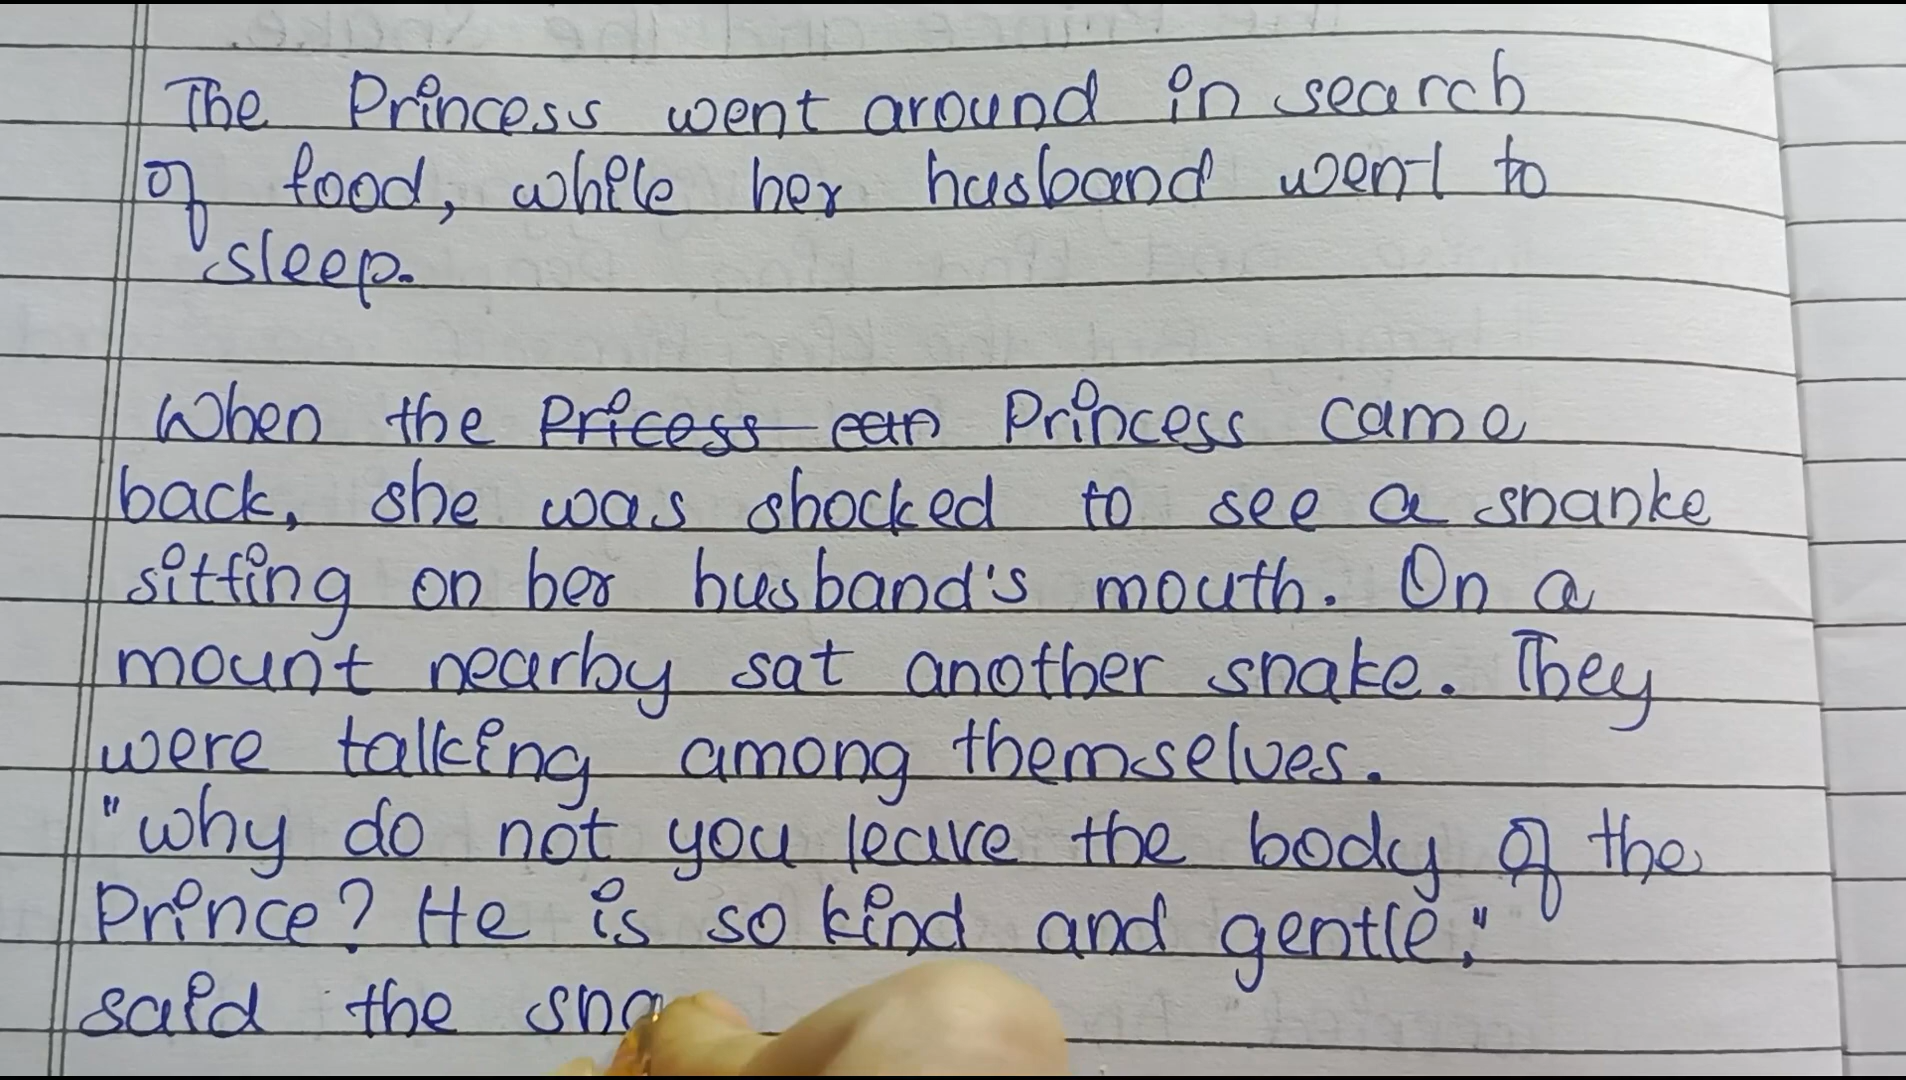 The Princess went around in search
of food, while her husband went to
sleep.
When the Pricess can Princess came
back, she was shocked to see a snanke
sitting on her husband's mouth. On a
mount nearby sat another snake. They
were talking among themselves.
"why do not you leave the body of the
Prince? He is so kind and gentle,"
said the sna